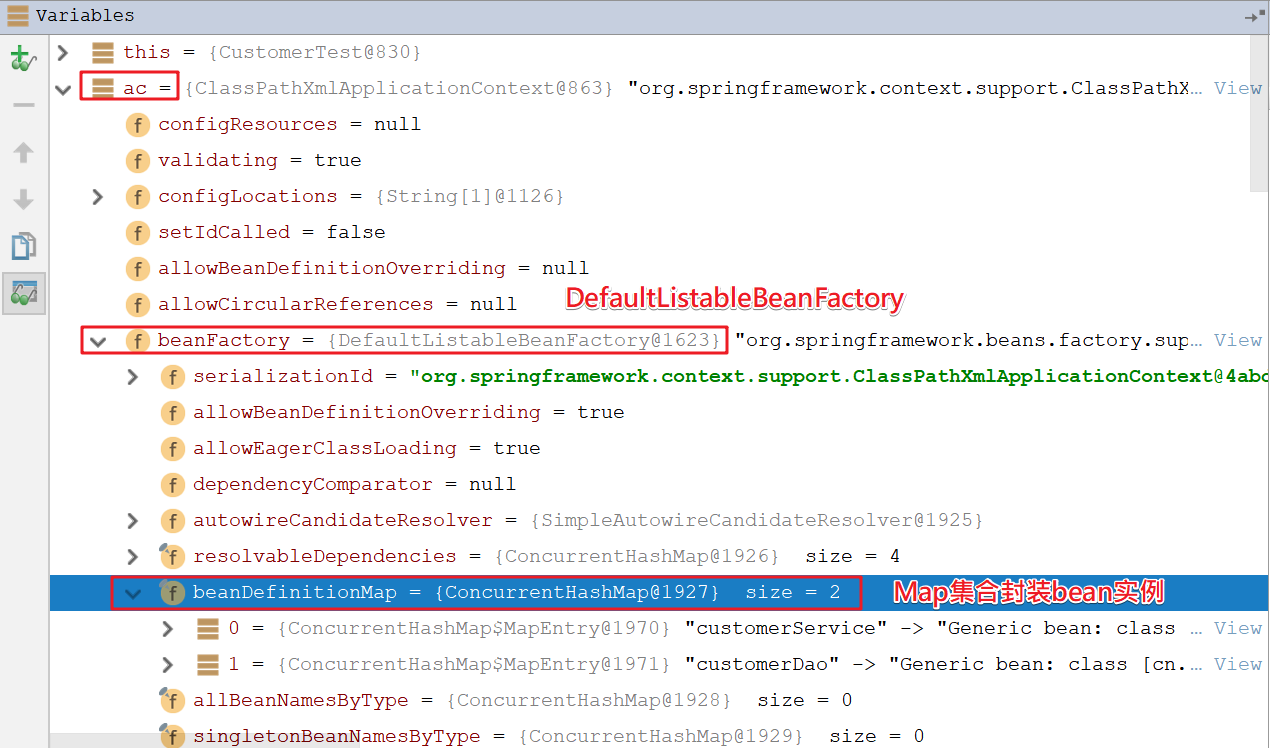 Variables
this = {CustomerTest@830}
ac = {ClassPathXmlApplicationContext@863} "org.springframework.context.support.ClassPathX… View
configResources = null
validating = true
configLocations = {String[1]@1126}
setIdCalled = false
allowBeanDefinitionOverriding = null
allowCircularReferences = null
DefaultListableBeanFactory
beanFactory = {DefaultListableBeanFactory@1623} "org.springframework.beans.factory.sup… View
serializationId = "org.springframework.context.support.ClassPathXmlApplicationContext@4abc
allowBeanDefinitionOverriding = true
allowEagerClassLoading = true
dependencyComparator = null
autowireCandidateResolver = {SimpleAutowireCandidateResolver@1925}
resolvableDependencies = {ConcurrentHashMap@1926} size = 4
beanDefinitionMap = {ConcurrentHashMap@1927} size = 2 Map集合封装bean实例
0 = {ConcurrentHashMap$MapEntry@1970} "customerService" -> "Generic bean: class … View
1 = {ConcurrentHashMap$MapEntry@1971} "customerDao" -> "Generic bean: class [cn.… View
allBeanNamesByType = {ConcurrentHashMap@1928} size = 0
singletonBeanNamesByType = {ConcurrentHashMap@1929} size = 0